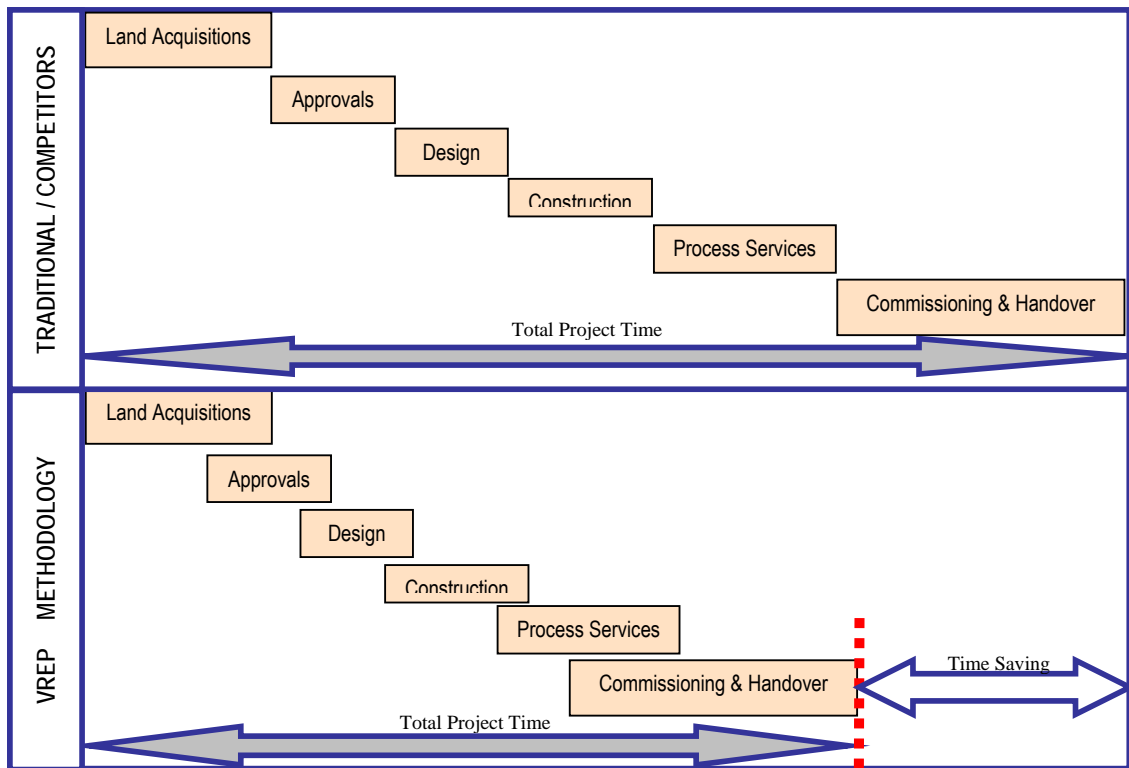 TRADITIONAL / COMPETITORS
Land Acquisitions
Approvals
Design
Construction
Process Services
Commissioning & Handover
Total Project Time
VREP METHODOLOGY
Land Acquisitions
Approvals
Design
Construction
Process Services
Commissioning & Handover
Time Saving
Total Project Time